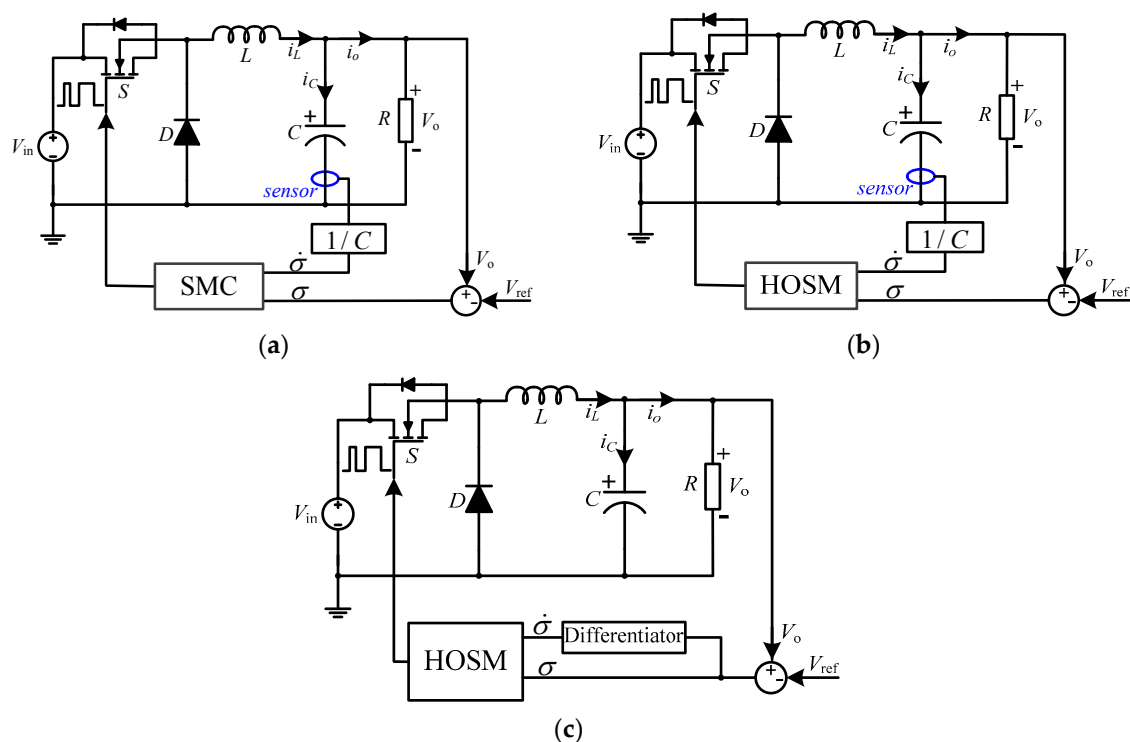 L
i_L
i_o
S
i_C
+
+
D
C
R
V_o
V_in
+
-
-
sensor
1 / C
σ̇
V_o
SMC
σ
+
-
V_ref
(a)
L
i_L
i_o
S
i_C
+
+
D
C
R
V_o
V_in
+
-
-
sensor
1 / C
σ̇
V_o
HOSM
σ
+
-
V_ref
(b)
L
i_L
i_o
S
i_C
+
+
D
C
R
V_o
V_in
+
-
-
σ̇
Differentiator
V_o
HOSM
σ
+
-
V_ref
(c)